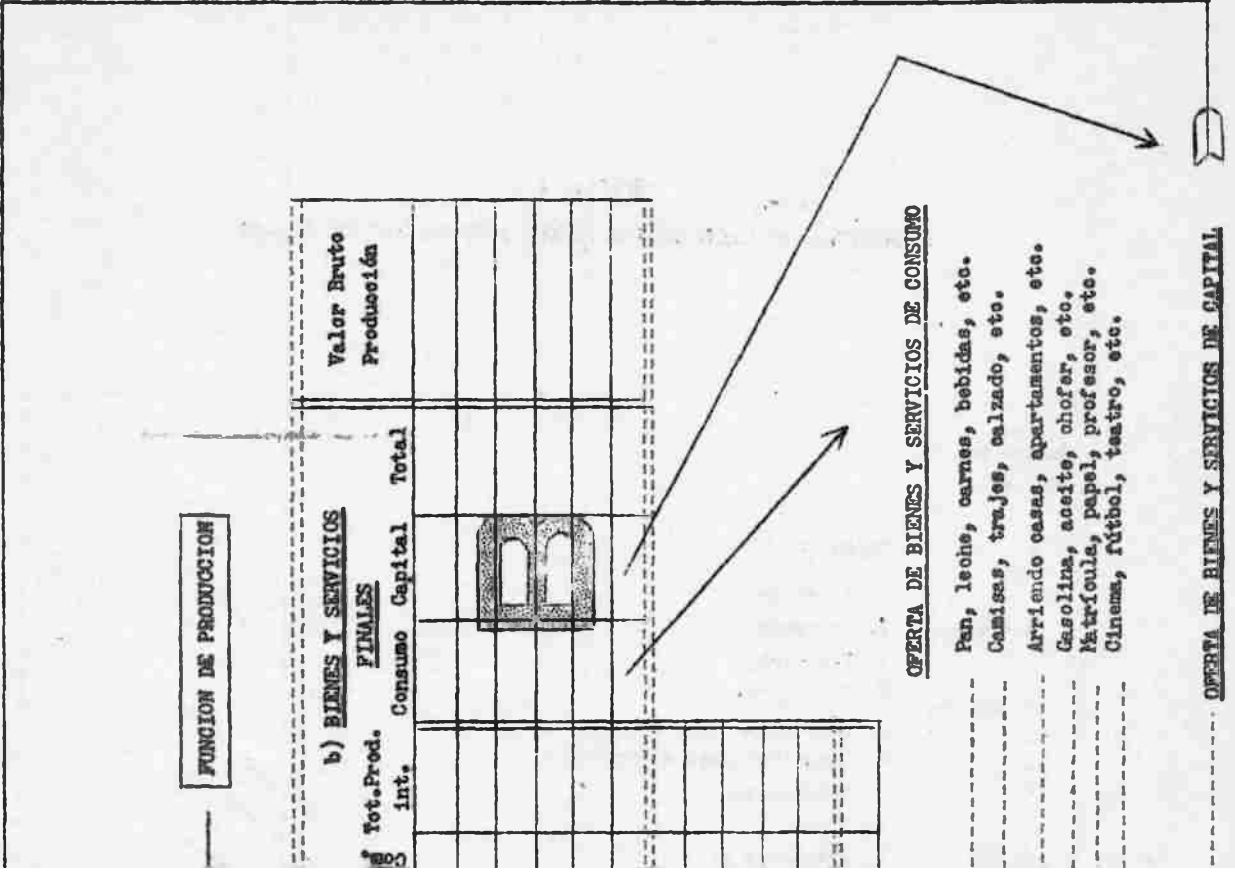 FUNCION DE PRODUCCION
b) BIENES Y SERVICIOS
FINALES
Tot.Prod.
int.
Consumo Capital Total
Valor Bruto
Producción
B
OFERTA DE BIENES Y SERVICIOS DE CONSUMO
Pan, leche, carnes, bebidas, etc.
Camisas, trajes, calzado, etc.
Arriendo casas, apartamentos, etc.
Gasolina, aceite, chofer, etc.
Matrícula, papel, profesor, etc.
Cinema, fútbol, teatro, etc.
OFERTA DE BIENES Y SERVICIOS DE CAPITAL